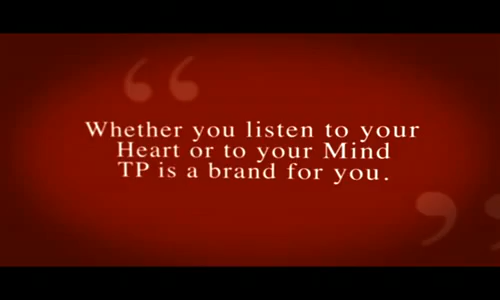 Whether you listen to your
Heart or to your Mind
TP is a brand for you.